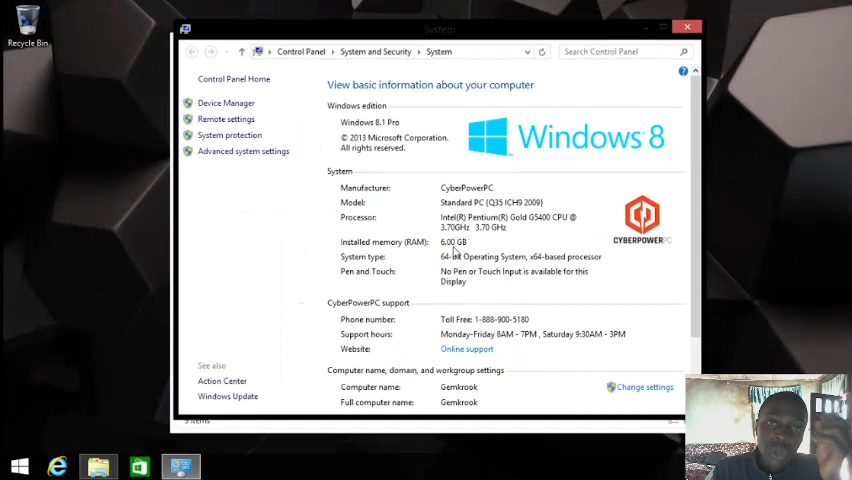 Recycle Bin
System
Control Panel
System and Security
System
Search Control Panel
Control Panel Home
Device Manager
Remote settings
System protection
Advanced system settings
View basic information about your computer
Windows edition
Windows 8.1 Pro
© 2013 Microsoft Corporation.
All rights reserved.
Windows 8
System
Manufacturer: CyberPowerPC
Model: Standard PC (Q35 ICH9 2009)
Processor: Intel(R) Pentium(R) Gold G5400 CPU @
3.70GHz 3.70 GHz
Installed memory (RAM): 6.00 GB
System type: 64-bit Operating System, x64-based processor
Pen and Touch: No Pen or Touch Input is available for this
Display
CYBERPOWERPC
CyberPowerPC support
Phone number: Toll Free: 1-888-900-5180
Support hours: Monday-Friday 8AM - 7PM , Saturday 9:30AM - 3PM
Website: Online support
Computer name, domain, and workgroup settings
Computer name: Gemkrook
Change settings
Full computer name: Gemkrook
See also
Action Center
Windows Update
9 items